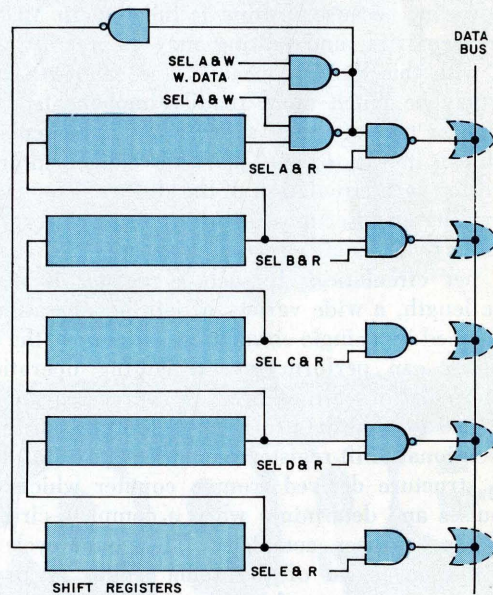 DATA
BUS
SEL A & W
W. DATA
SEL A & W
SEL A & R
SEL B & R
SEL C & R
SEL D & R
SEL E & R
SHIFT REGISTERS